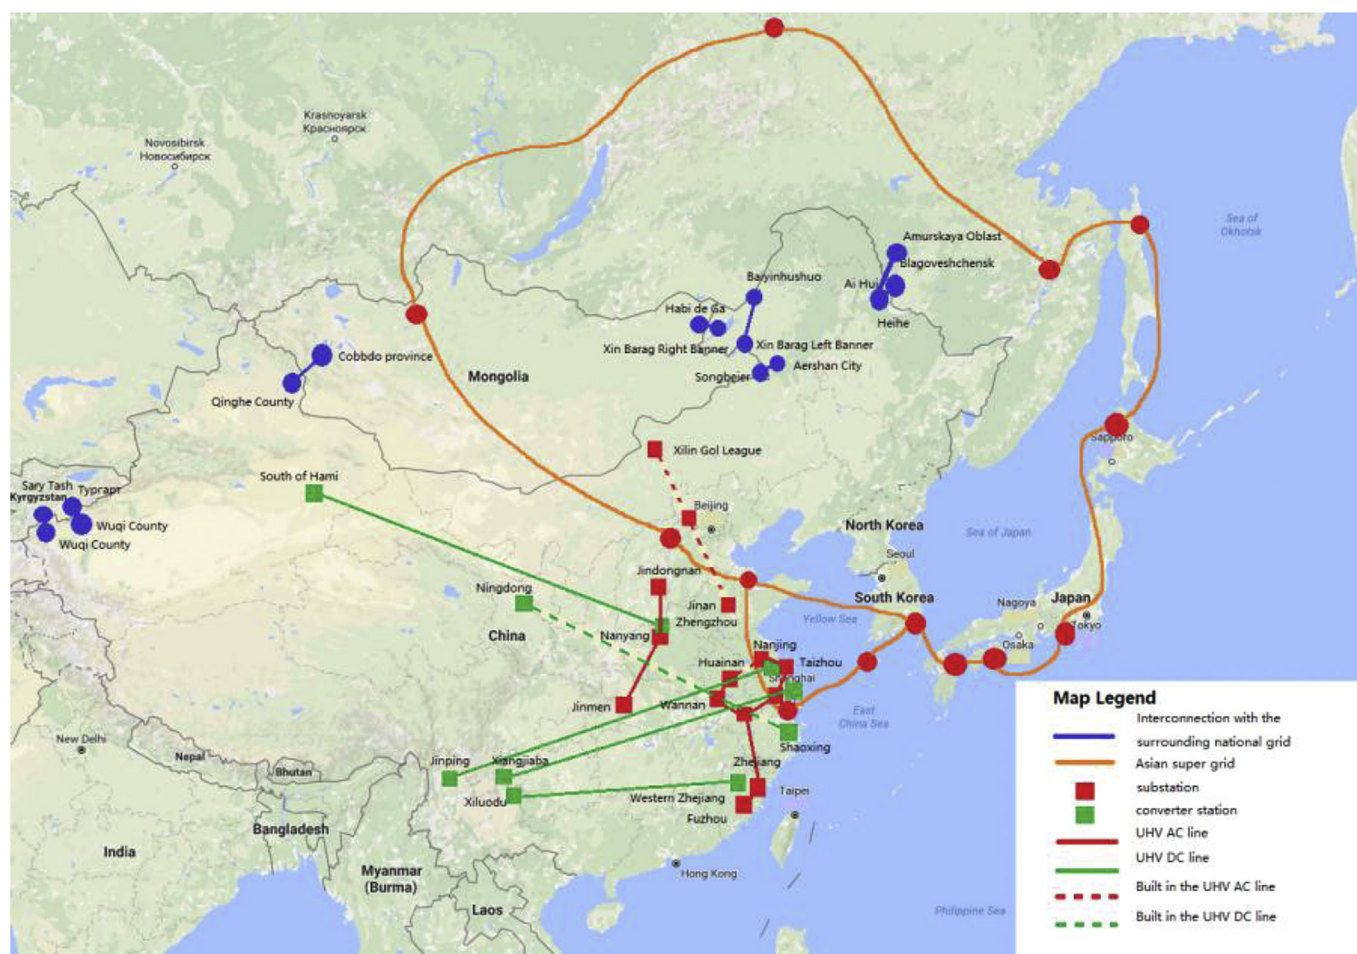 Krasnoyarsk
Красноярск
Novosibirsk
Новосибирск
Sea of
Okhotsk
Amurskaya Oblast
Blagoveshchensk
Baiyinhushuo
Ai Hui
Habi de Ga
Heihe
Xin Barag Right Banner
Xin Barag Left Banner
Cobbdo province
Aershan City
Mongolia
Songbeier
Qinghe County
Sapporo
Xilin Gol League
South of Hami
Sary Tash
Typrapr
Kyrgyzstan
Beijing
Wuqi County
North Korea
Sea of Japan
Wuqi County
Seoul
Jindongnan
Ningdong
South Korea
Nagoya
Japan
Jinan
Zhengzhou
Yellow Sea
Tokyo
China
Nanyang
Osaka
Nanjing
Huainan
Taizhou
Shanghai
Jinmen
Wannan
East
China Sea
New Delhi
Shaoxing
Nepal
Jinping
Xiangjiaba
Zhejiang
Bhutan
Xiluodu
Western Zhejiang
Taipei
Fuzhou
Bangladesh
India
Myanmar
(Burma)
Hong Kong
Laos
Philippine Sea
Map Legend
Interconnection with the
surrounding national grid
Asian super grid
substation
converter station
UHV AC line
UHV DC line
Built in the UHV AC line
Built in the UHV DC line